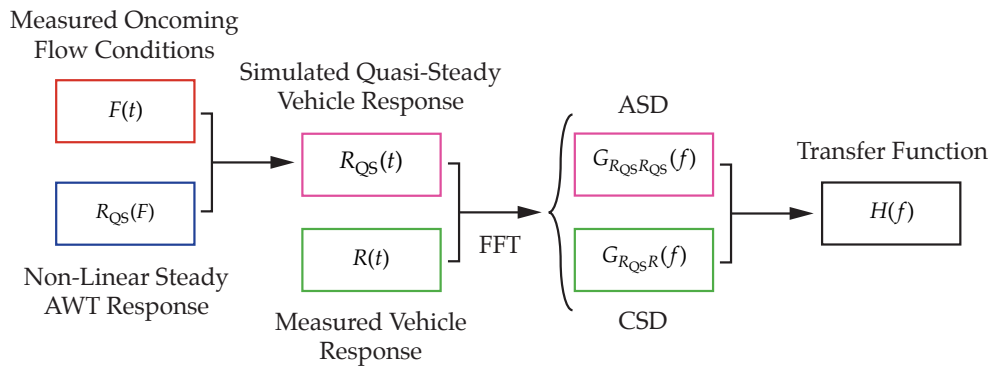 Measured Oncoming
Flow Conditions
F(t)
R_QS(F)
Non-Linear Steady
AWT Response
Simulated Quasi-Steady
Vehicle Response
R_QS(t)
R(t)
Measured Vehicle
Response
FFT
ASD
G_{R_QS R_QS}(f)
G_{R_QS R}(f)
CSD
Transfer Function
H(f)